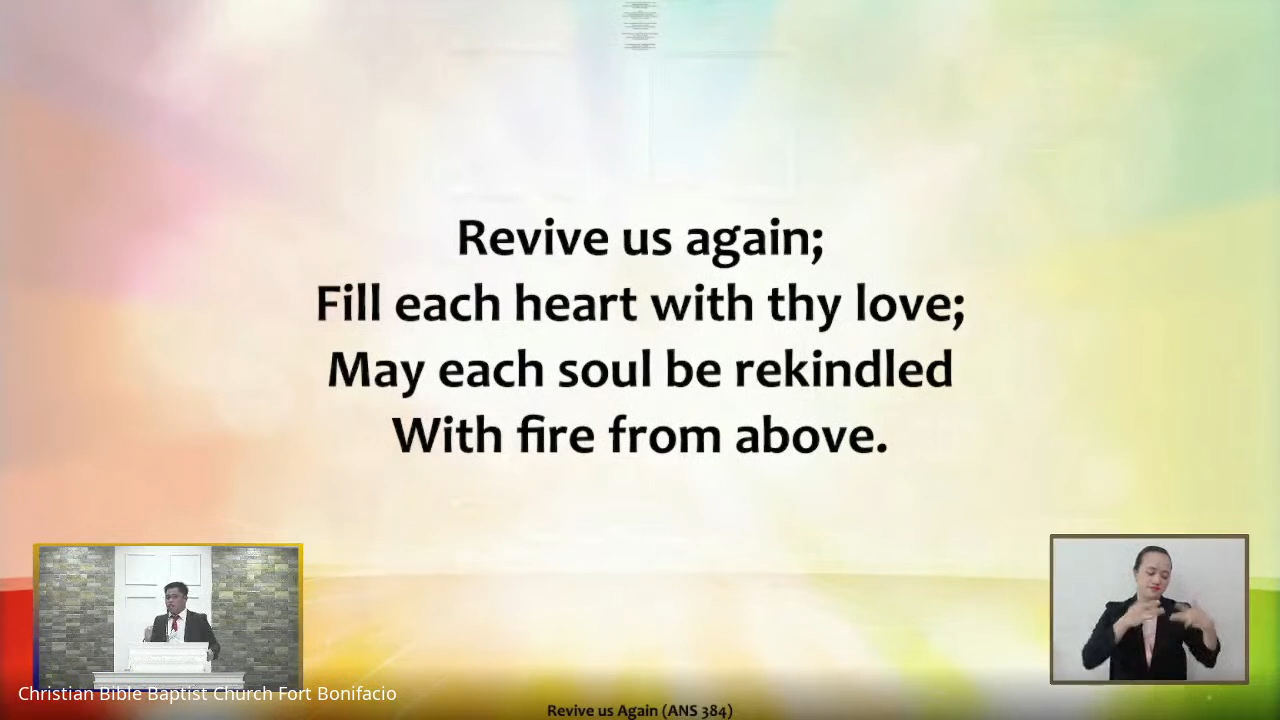 Revive us again;
Fill each heart with thy love;
May each soul be rekindled
With fire from above.
Christian Bible Baptist Church Fort Bonifacio
Revive us Again (ANS 384)